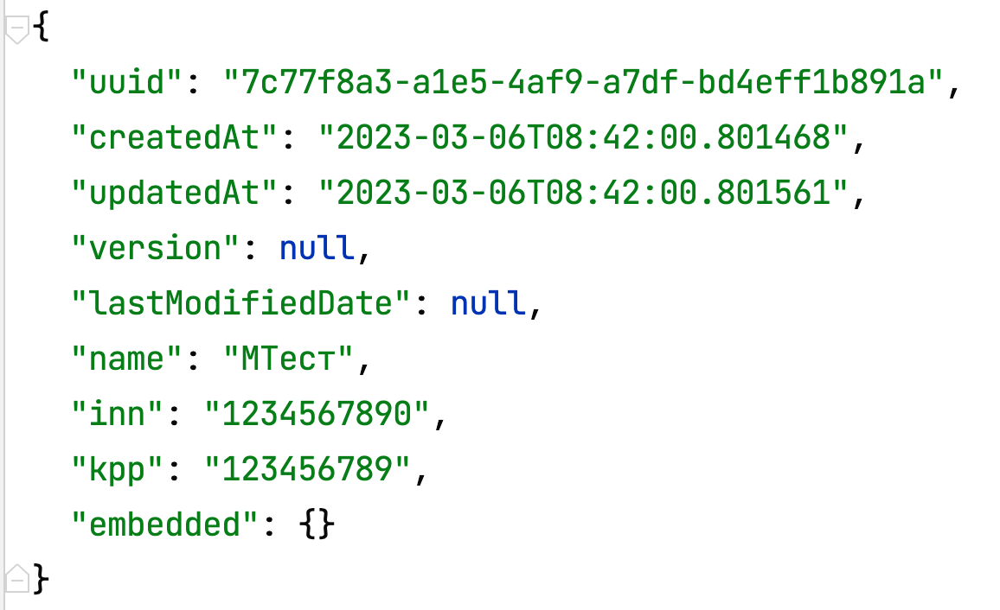 {
"uuid": "7c77f8a3-a1e5-4af9-a7df-bd4eff1b891a",
"createdAt": "2023-03-06T08:42:00.801468",
"updatedAt": "2023-03-06T08:42:00.801561",
"version": null,
"lastModifiedDate": null,
"name": "МТест",
"inn": "1234567890",
"kpp": "123456789",
"embedded": {}
}